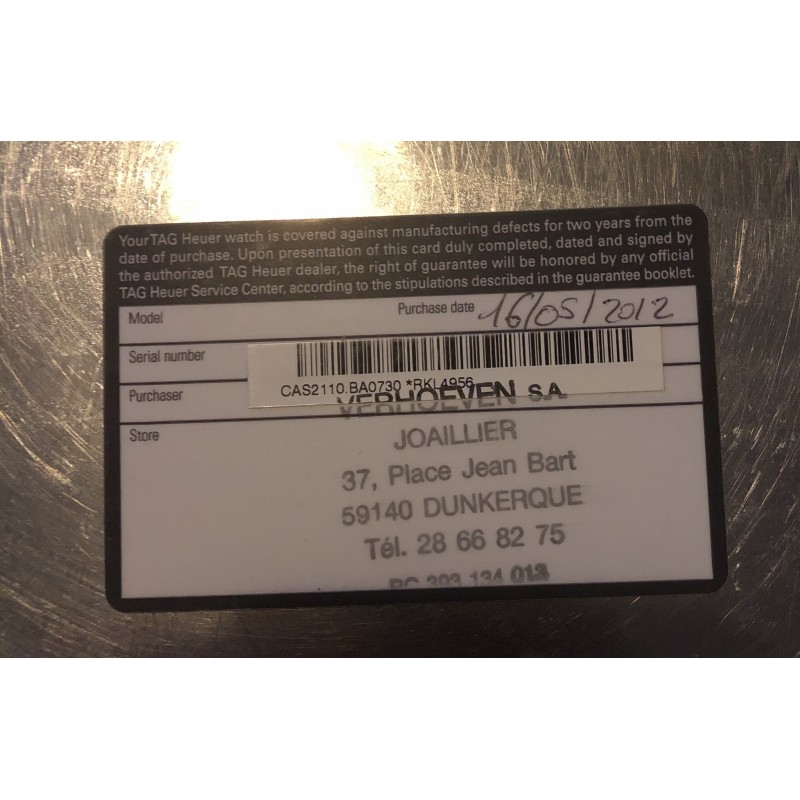 Your TAG Heuer watch is covered against manufacturing defects for two years from the
date of purchase. Upon presentation of this card duly completed, dated and signed by
the authorized TAG Heuer dealer, the right of guarantee will be honored by any official
TAG Heuer Service Center, according to the stipulations described in the guarantee booklet.
Model Purchase date 16/05/2012
Serial number
CAS2110.BA0730 *RKL4956
Purchaser VERHOEVEN S.A.
Store JOAILLIER
37, Place Jean Bart
59140 DUNKERQUE
Tél. 28 66 82 75
RC 393 134 013